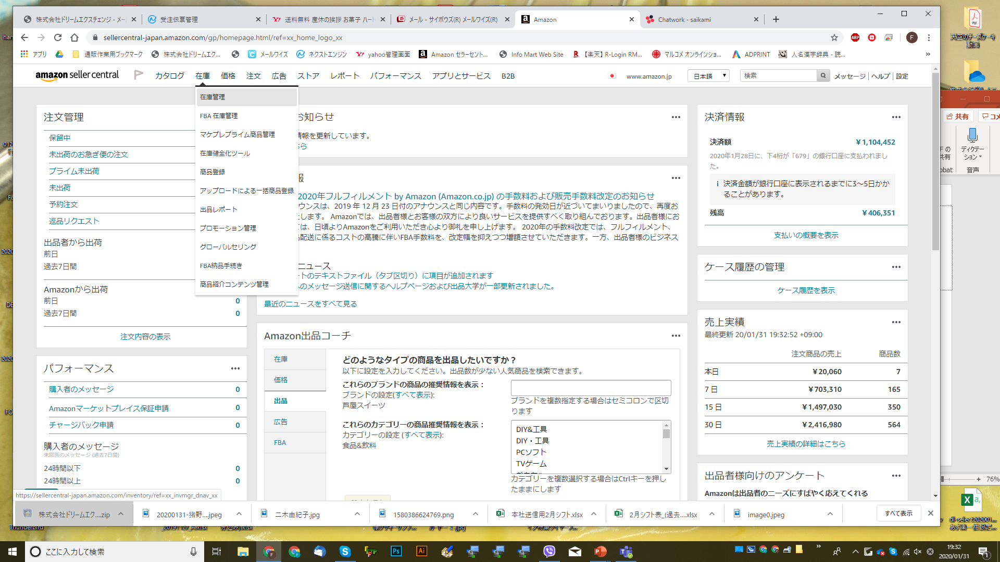 株式会社ドリームエクスチェンジ - メー
受注伝票管理
送料無料 産休の挨拶 お菓子 ハート
メール - サイボウズ(R) メールワイズ(R)
Amazon
Chatwork - saikami
sellercentral-japan.amazon.com/gp/homepage.html/ref=xx_home_logo_xx
アプリ
通販作業用ブックマーク
株式会社ドリームエク...
メールワイズ
ネクストエンジン
yahoo管理画面
Amazon セラーセント...
Info Mart Web Site
【楽天】R-Login RM...
マルコメ オンラインショ...
ADPRINT
人名漢字辞典 - 読...
amazon seller central
カタログ 在庫 価格 注文 広告 ストア レポート パフォーマンス アプリとサービス B2B
www.amazon.jp
日本語
検索
メッセージ | ヘルプ | 設定
在庫管理
FBA 在庫管理
マケプレプライム商品管理
在庫健全化ツール
商品登録
アップロードによる一括商品登録
出品レポート
プロモーション管理
グローバルセリング
FBA納品手続き
商品紹介コンテンツ管理
注文管理
保留中
未出荷のお急ぎ便の注文
プライム未出荷
未出荷
予約注文
返品リクエスト
出品者から出荷
前日
過去7日間
Amazonから出荷
前日 0
過去7日間 0
注文内容の表示
パフォーマンス
購入者のメッセージ 0
Amazonマーケットプレイス保証申請 0
チャージバック申請 0
購入者のメッセージ
未回答のメッセージ (過去7日間)
24時間以下 0
24時間以上 0
お知らせ
情報を更新しています。
ちら
報
2020年フルフィルメント by Amazon (Amazon.co.jp) の手数料および販売手数料改定のお知らせ
ウンスは、2019 年 12 月 23 日付のアナウンスと同じ内容です。手数料の発効日が近づいてまいりましたので、再度お
します。 Amazonでは、出品者様とお客様の双方により良いサービスを提供すべく取り組んでおります。出品者様にお
は、日頃よりAmazonをご利用いただき心より御礼を申し上げます。 2020年の手数料改定では、フルフィルメント、
配送に係るコストの高騰に伴いFBA手数料を、改定幅を抑えつつ増額させていただきます。一方、出品者様のビジネス
ニュース
ートのテキストファイル（タブ区切り）に項目が追加されます
へのメッセージ送信に関するヘルプページおよび出品大学が一部更新されました。
最近のニュースをすべて見る
Amazon出品コーチ
在庫
価格
出品
広告
FBA
どのようなタイプの商品を出品したいですか？
以下に設定を入力してください。出品数が少ない人気商品を検索できます。
これらのブランドの商品の推奨情報を表示：
ブランドの設定(すべて表示):
芦屋スイーツ
ブランドを複数指定する場合はセミコロンで区切
ります
これらのカテゴリーの商品推奨情報を表示：
カテゴリーの設定 (すべて表示):
食品&飲料
DIY&工具
DIY・工具
PCソフト
TVゲーム
カテゴリーを複数選択する場合はCtrlキーを押し
たままにします
決済情報
決済額 ￥1,104,452
2020年1月28日に、下4桁が「679」の銀行口座に支払われまし
た。
i 決済金額が銀行口座に表示されるまでに3～5日かか
ることがあります。
残高 ￥406,351
支払いの概要を表示
ケース履歴の管理
ケース履歴を表示
売上実績
最終更新 20/01/31 19:32:52 +09:00
注文商品の売上 商品数
本日 ￥20,060 7
7 日 ￥703,310 165
15 日 ￥1,497,030 350
30 日 ￥2,416,980 564
売上実績の詳細はこちら
出品者様向けのアンケート
Amazonは出品者のニーズにすばやく応えてくれる
https://sellercentral-japan.amazon.com/inventory/ref=xx_invmgr_dnav_xx
株式会社ドリームエク....zip
20200131-猪野....jpeg
二木由紀子.jpg
1580386624769.png
本社送信用2月シフト.xlsx
2月シフト表_(過去....xlsx
image0.jpeg
すべて表示
天空のチーズケーキ
動画
共有
コメ
ディクテー
ション
音声
76%
dl-select202001...
あす楽一括設定...
Thunderbird
ここに入力して検索
19:32
2020/01/31